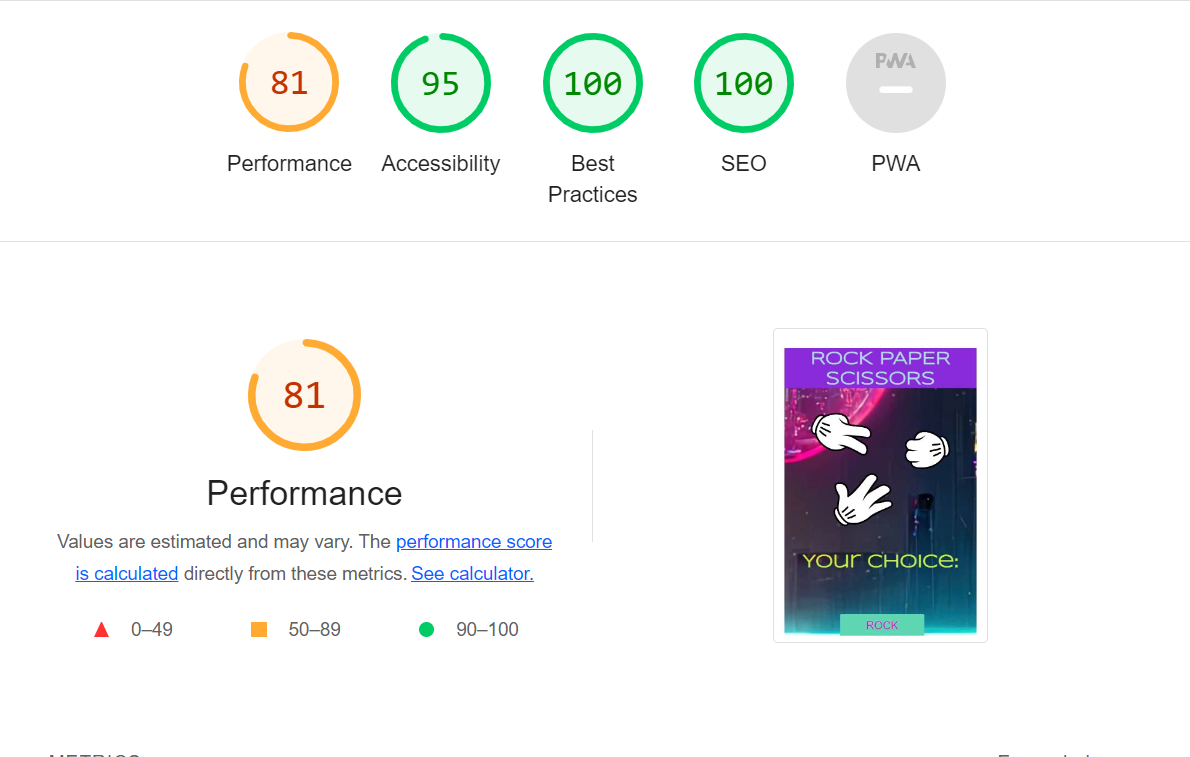 81
95
100
100
PWA
Performance
Accessibility
Best
Practices
SEO
PWA
81
Performance
Values are estimated and may vary. The performance score
is calculated directly from these metrics. See calculator.
0–49
50–89
90–100
ROCK PAPER
SCISSORS
Your choice:
ROCK
METRICS